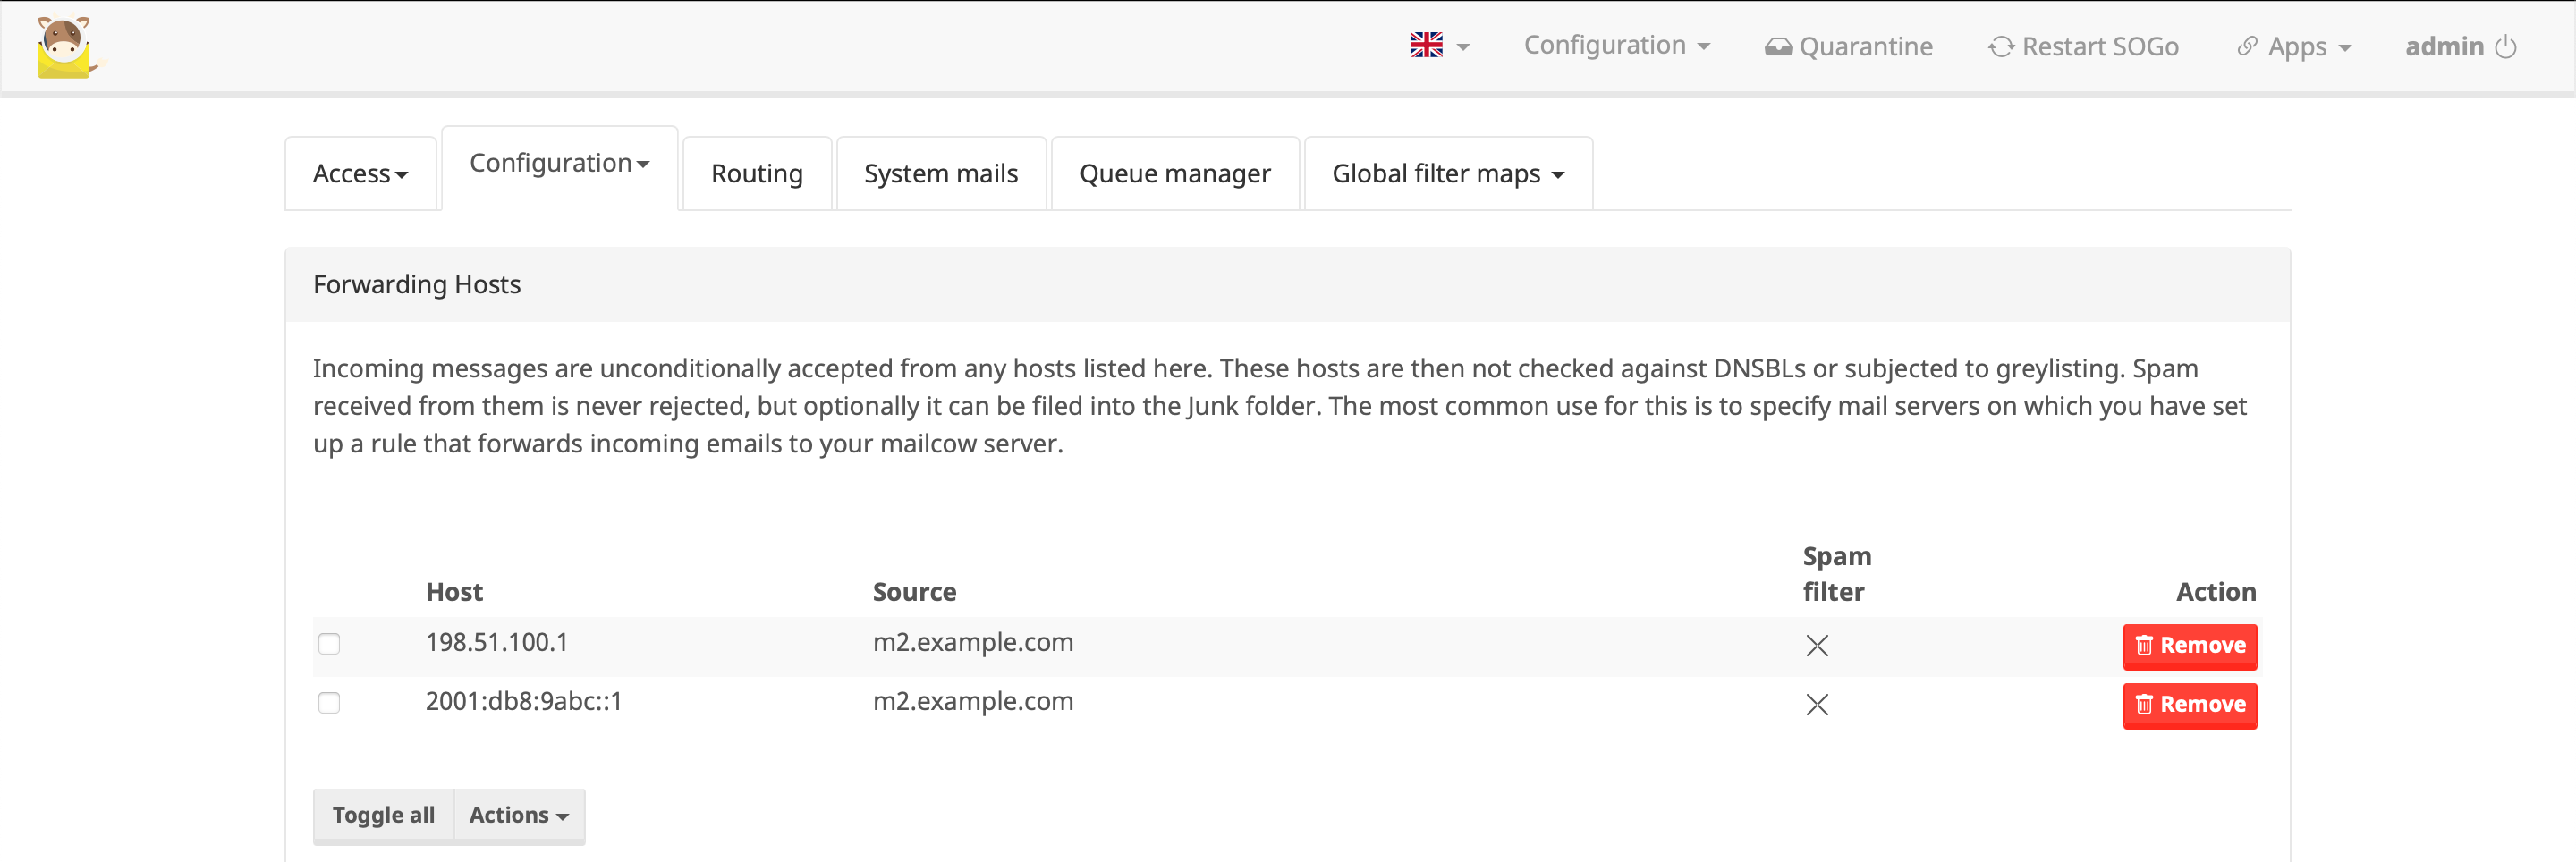 Configuration Quarantine Restart SOGo Apps admin
Access Configuration Routing System mails Queue manager Global filter maps
Forwarding Hosts
Incoming messages are unconditionally accepted from any hosts listed here. These hosts are then not checked against DNSBLs or subjected to greylisting. Spam
received from them is never rejected, but optionally it can be filed into the Junk folder. The most common use for this is to specify mail servers on which you have set
up a rule that forwards incoming emails to your mailcow server.
Host Source Spam filter Action
198.51.100.1 m2.example.com Remove
2001:db8:9abc::1 m2.example.com Remove
Toggle all Actions